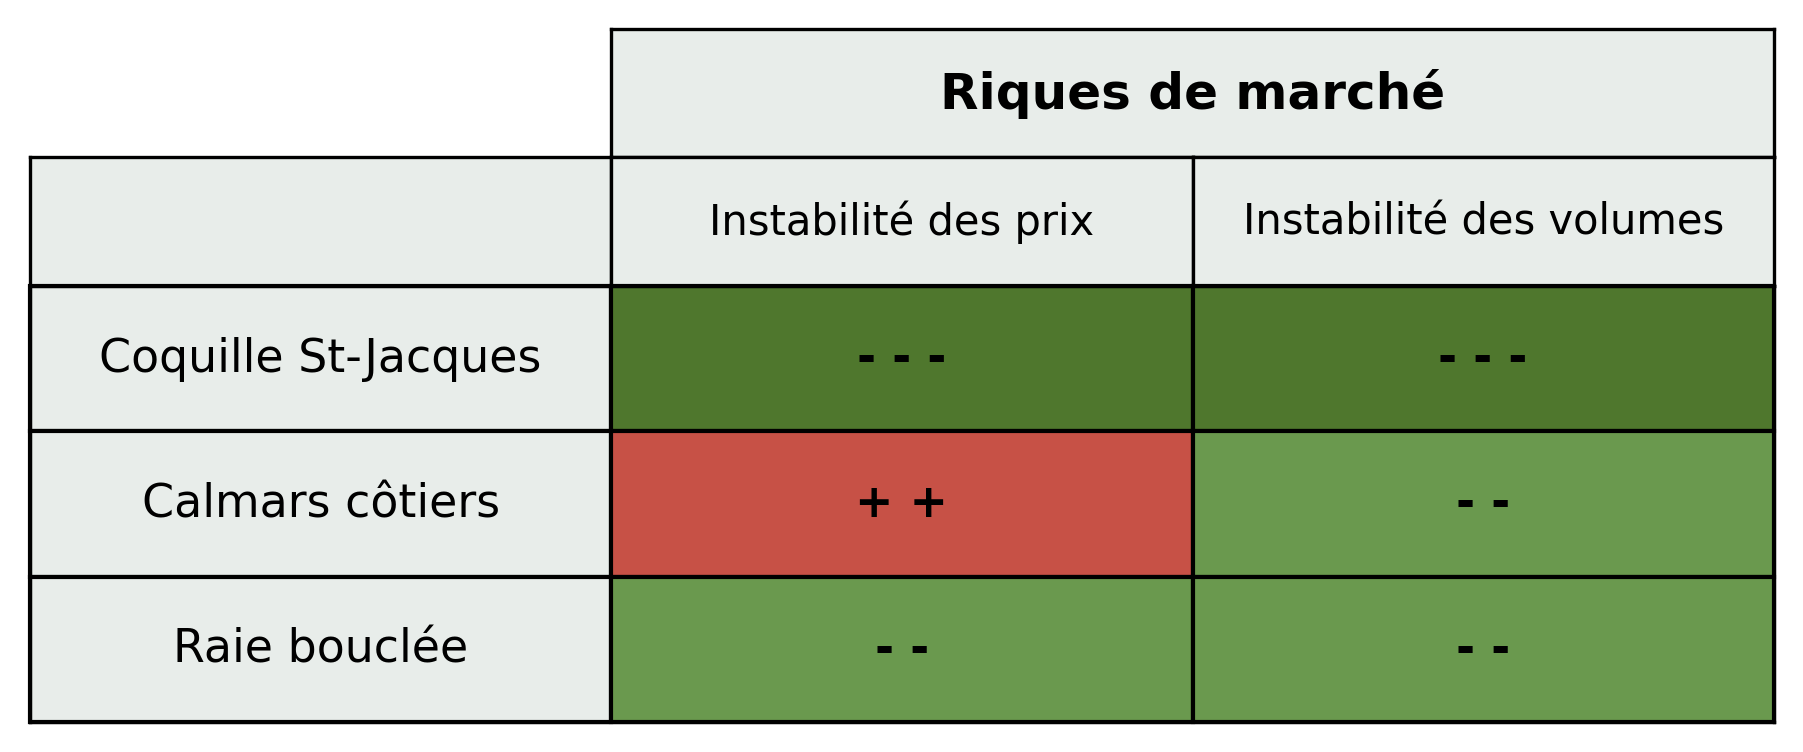 Riques de marché
Instabilité des prix Instabilité des volumes
Coquille St-Jacques - - - - - -
Calmars côtiers + + - -
Raie bouclée - - - -